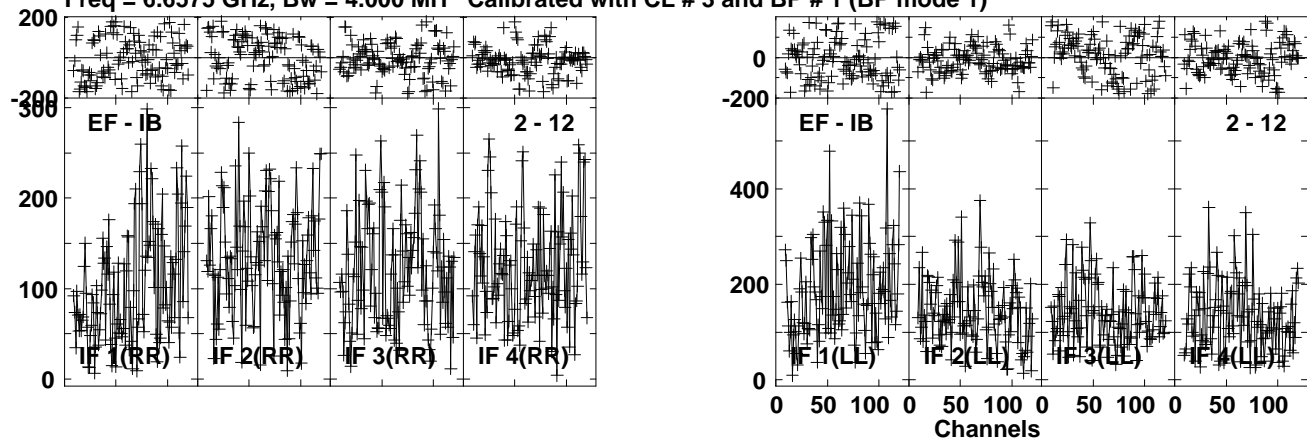 Freq = 6.6575 GHz, Bw = 4.000 MH Calibrated with CL # 3 and BP # 1 (BP mode 1)
200
-200
300
200
100
0
EF - IB
2 - 12
IF 1(RR)
IF 2(RR)
IF 3(RR)
IF 4(RR)
0
-200
400
200
0
EF - IB
2 - 12
IF 1(LL)
IF 2(LL)
IF 3(LL)
IF 4(LL)
0 50 100 0 50 100 0 50 100 0 50 100
Channels